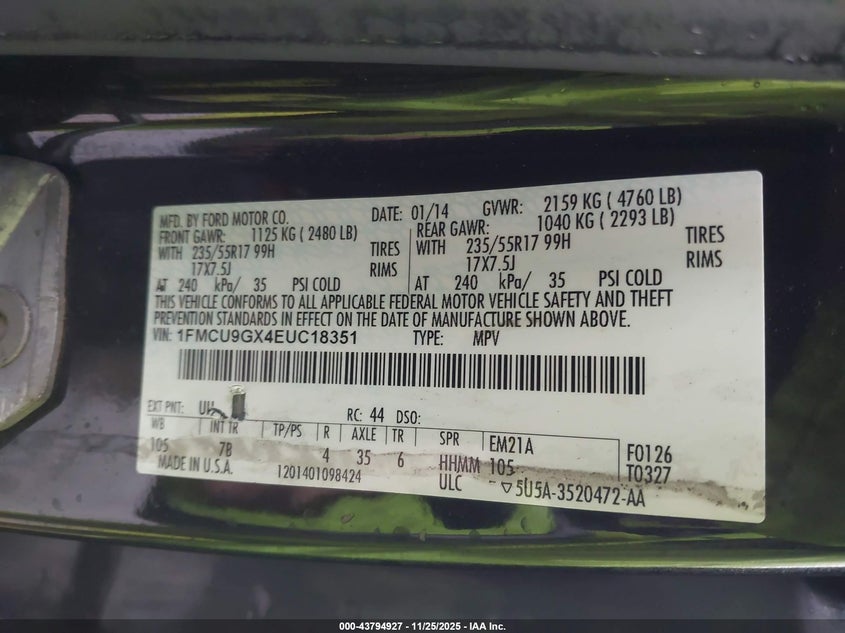 MFD. BY FORD MOTOR CO. DATE: 01/14 GVWR: 2159 KG ( 4760 LB)
FRONT GAWR: 1125 KG ( 2480 LB) REAR GAWR: 1040 KG ( 2293 LB)
WITH 235/55R17 99H TIRES WITH 235/55R17 99H TIRES
17X7.5J RIMS 17X7.5J RIMS
AT 240 kPa/ 35 PSI COLD AT 240 kPa/ 35 PSI COLD
THIS VEHICLE CONFORMS TO ALL APPLICABLE FEDERAL MOTOR VEHICLE SAFETY AND THEFT
PREVENTION STANDARDS IN EFFECT ON THE DATE OF MANUFACTURE SHOWN ABOVE.
VIN: 1FMCU9GX4EUC18351 TYPE: MPV
EXT PNT: RC: 44 DSO:
WB INT TR TP/PS R AXLE TR SPR EM21A F0126
105 7B 4 35 6 HHMM 105 T0327
MADE IN U.S.A. 1201401098424 ULC ▽5U5A-3520472-AA
000-43794927 - 11/25/2025 - IAA Inc.